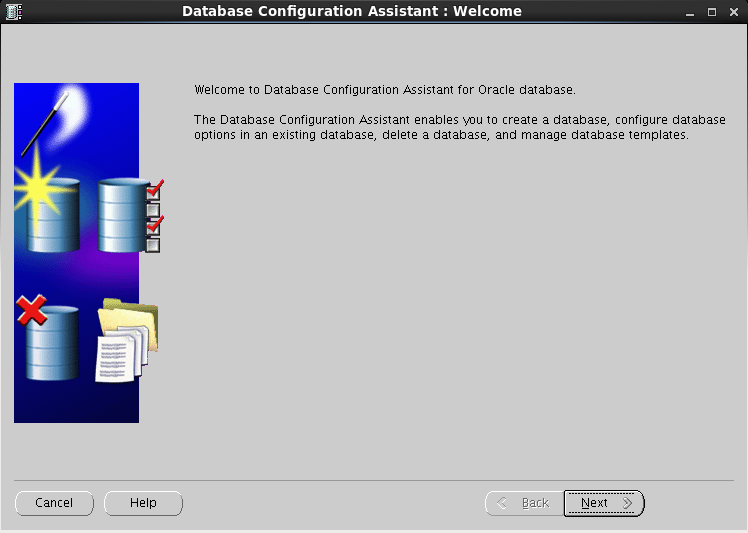 Database Configuration Assistant : Welcome
Welcome to Database Configuration Assistant for Oracle database.
The Database Configuration Assistant enables you to create a database, configure database
options in an existing database, delete a database, and manage database templates.
Cancel Help Back Next